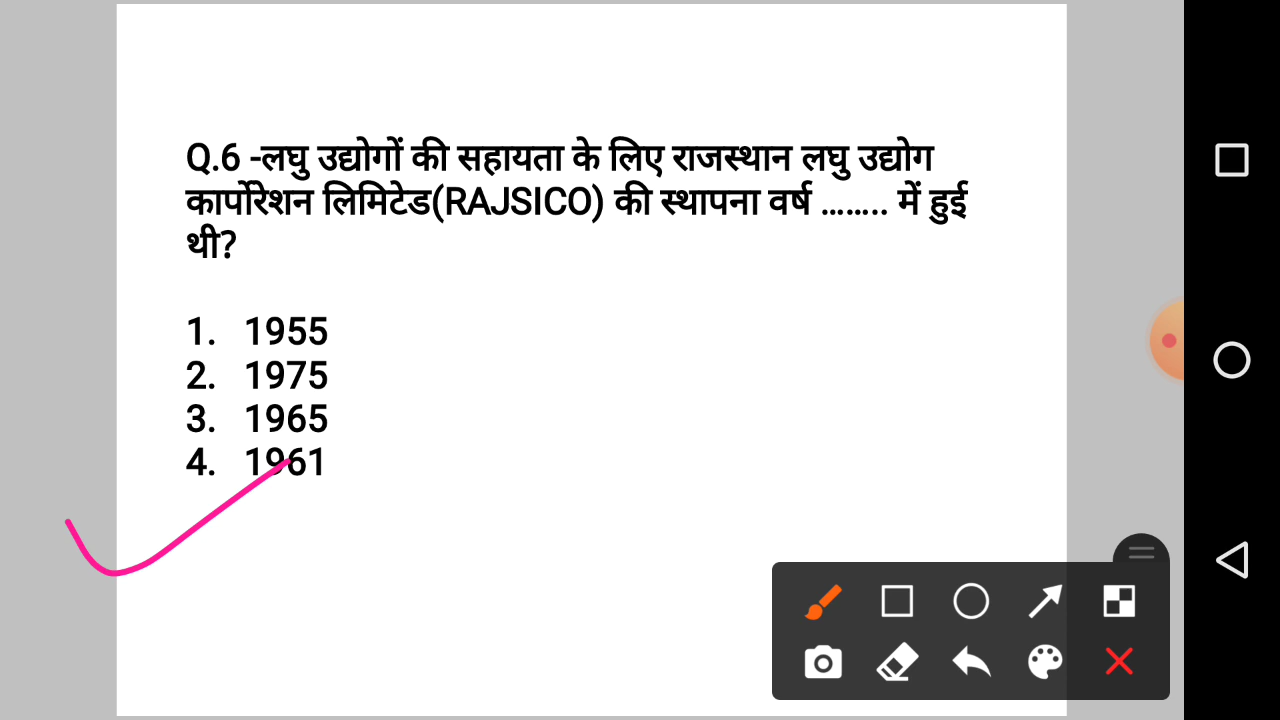 Q.6 -लघु उद्योगों की सहायता के लिए राजस्थान लघु उद्योग
कार्पोरेशन लिमिटेड(RAJSICO) की स्थापना वर्ष ........ में हुई
थी?
1. 1955
2. 1975
3. 1965
4. 1961